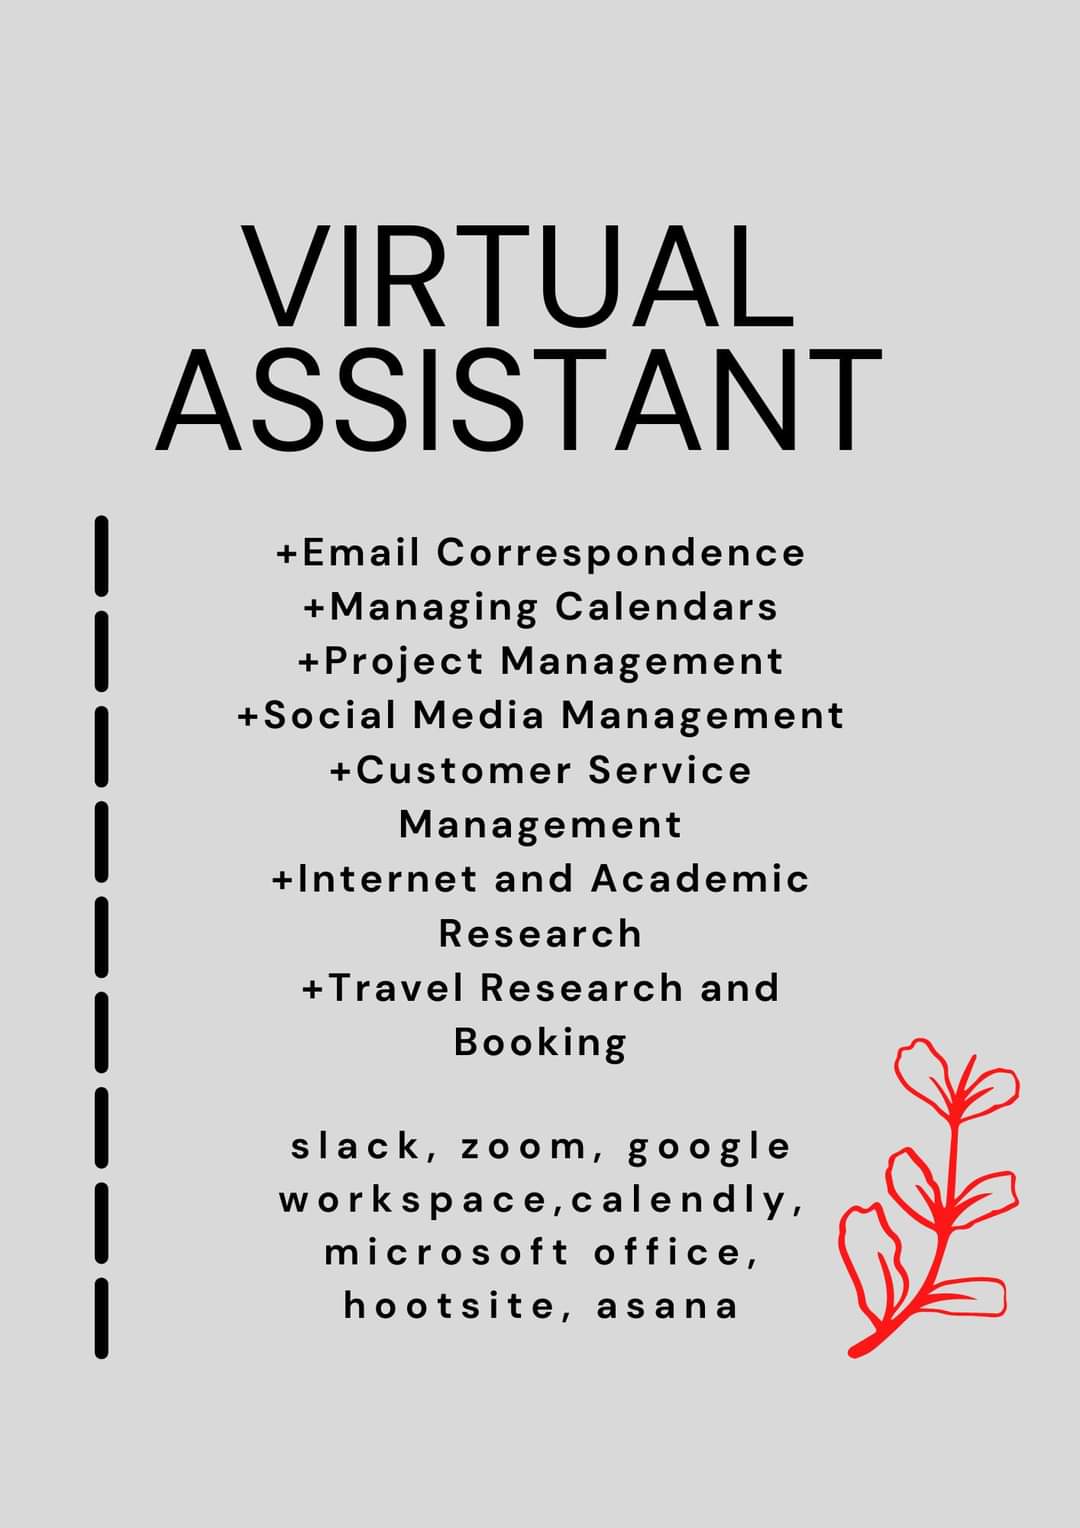 VIRTUAL
ASSISTANT
+Email Correspondence
+Managing Calendars
+Project Management
+Social Media Management
+Customer Service
Management
+Internet and Academic
Research
+Travel Research and
Booking
slack, zoom, google
workspace,calendly,
microsoft office,
hootsite, asana